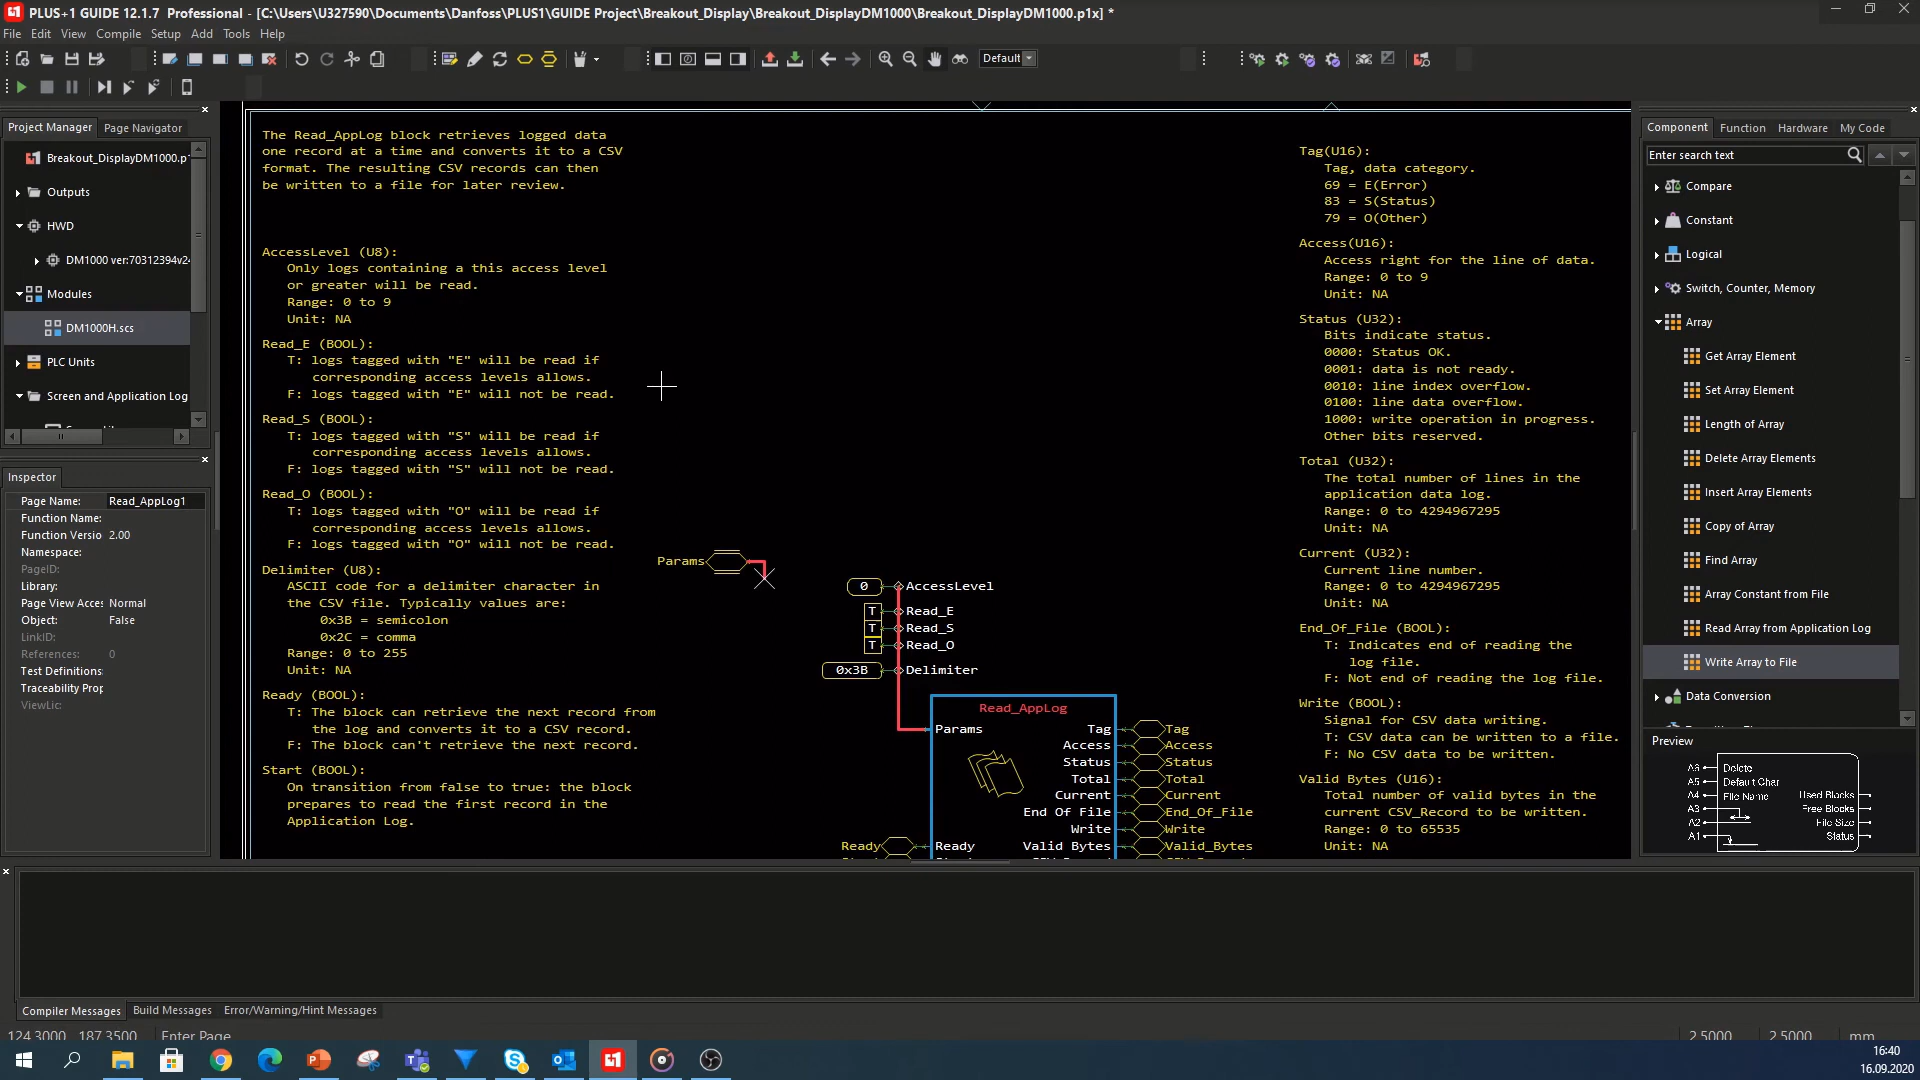 PLUS+1 GUIDE 12.1.7  Professional - [C:\Users\U327590\Documents\Danfoss\PLUS1\GUIDE Project\Breakout_Display\Breakout_DisplayDM1000\Breakout_DisplayDM1000.p1x] *
File Edit View Compile Setup Add Tools Help
Default
Project Manager Page Navigator
Breakout_DisplayDM1000.p
Outputs
HWD
DM1000 ver:70312394v24
Modules
DM1000H.scs
PLC Units
Screen and Application Log
Inspector
Page Name: Read_AppLog1
Function Name:
Function Versio 2.00
Namespace:
PageID:
Library:
Page View Acces Normal
Object: False
LinkID:
References: 0
Test Definitions
Traceability Prop
ViewLic:
The Read_AppLog block retrieves logged data
one record at a time and converts it to a CSV
format. The resulting CSV records can then
be written to a file for later review.
AccessLevel (U8):
Only logs containing a this access level
or greater will be read.
Range: 0 to 9
Unit: NA
Read_E (BOOL):
T: logs tagged with "E" will be read if
corresponding access levels allows.
F: logs tagged with "E" will not be read.
Read_S (BOOL):
T: logs tagged with "S" will be read if
corresponding access levels allows.
F: logs tagged with "S" will not be read.
Read_O (BOOL):
T: logs tagged with "O" will be read if
corresponding access levels allows.
F: logs tagged with "O" will not be read.
Delimiter (U8):
ASCII code for a delimiter character in
the CSV file. Typically values are:
0x3B = semicolon
0x2C = comma
Range: 0 to 255
Unit: NA
Ready (BOOL):
T: The block can retrieve the next record from
the log and converts it to a CSV record.
F: The block can't retrieve the next record.
Start (BOOL):
On transition from false to true: the block
prepares to read the first record in the
Application Log.
Params
0 AccessLevel
T Read_E
T Read_S
T Read_O
0x3B Delimiter
Read_AppLog
Params Tag Tag
Access Access
Status Status
Total Total
Current Current
End Of File End_Of_File
Write Write
Ready Ready Valid Bytes Valid_Bytes
Tag(U16):
Tag, data category.
69 = E(Error)
83 = S(Status)
79 = O(Other)
Access(U16):
Access right for the line of data.
Range: 0 to 9
Unit: NA
Status (U32):
Bits indicate status.
0000: Status OK.
0001: data is not ready.
0010: line index overflow.
0100: line data overflow.
1000: write operation in progress.
Other bits reserved.
Total (U32):
The total number of lines in the
application data log.
Range: 0 to 4294967295
Unit: NA
Current (U32):
Current line number.
Range: 0 to 4294967295
Unit: NA
End_Of_File (BOOL):
T: Indicates end of reading the
log file.
F: Not end of reading the log file.
Write (BOOL):
Signal for CSV data writing.
T: CSV data can be written to a file.
F: No CSV data to be written.
Valid Bytes (U16):
Total number of valid bytes in the
current CSV_Record to be written.
Range: 0 to 65535
Unit: NA
Component Function Hardware My Code
Enter search text
Compare
Constant
Logical
Switch, Counter, Memory
Array
Get Array Element
Set Array Element
Length of Array
Delete Array Elements
Insert Array Elements
Copy of Array
Find Array
Array Constant from File
Read Array from Application Log
Write Array to File
Data Conversion
Preview
A6 Delete
A5 Default Char
A4 File Name Used Blocks
A3 Free Blocks
A2 File Size
A1 Status
Compiler Messages Build Messages Error/Warning/Hint Messages
124.3000 187.3500 Enter Page 2.5000 2.5000 mm
16:40
16.09.2020